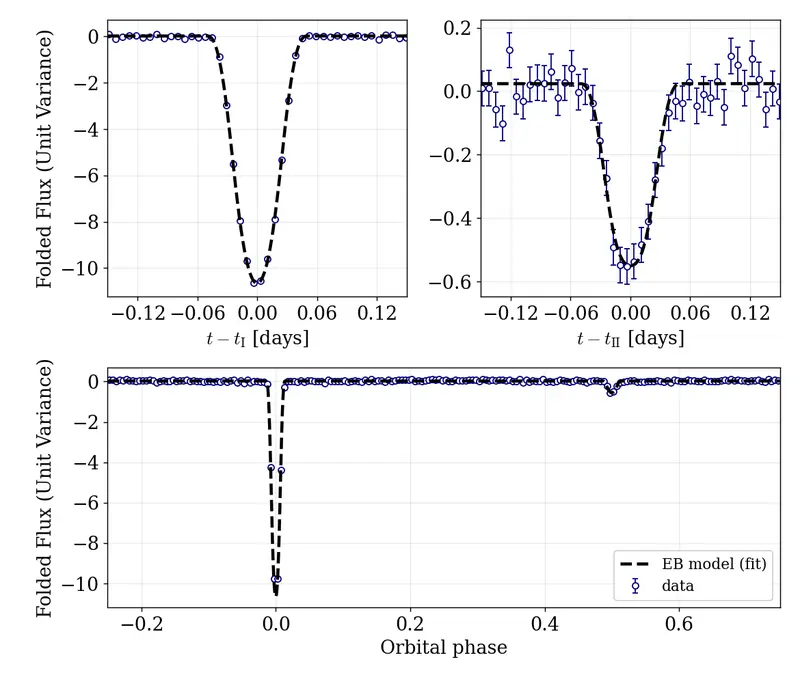 Folded Flux (Unit Variance)
0
−2
−4
−6
−8
−10
−0.12 −0.06 0.00 0.06 0.12
t − t_I [days]
0.2
0.0
−0.2
−0.4
−0.6
−0.12 −0.06 0.00 0.06 0.12
t − t_II [days]
Folded Flux (Unit Variance)
0
−2
−4
−6
−8
−10
−0.2 0.0 0.2 0.4 0.6
Orbital phase
EB model (fit)
data